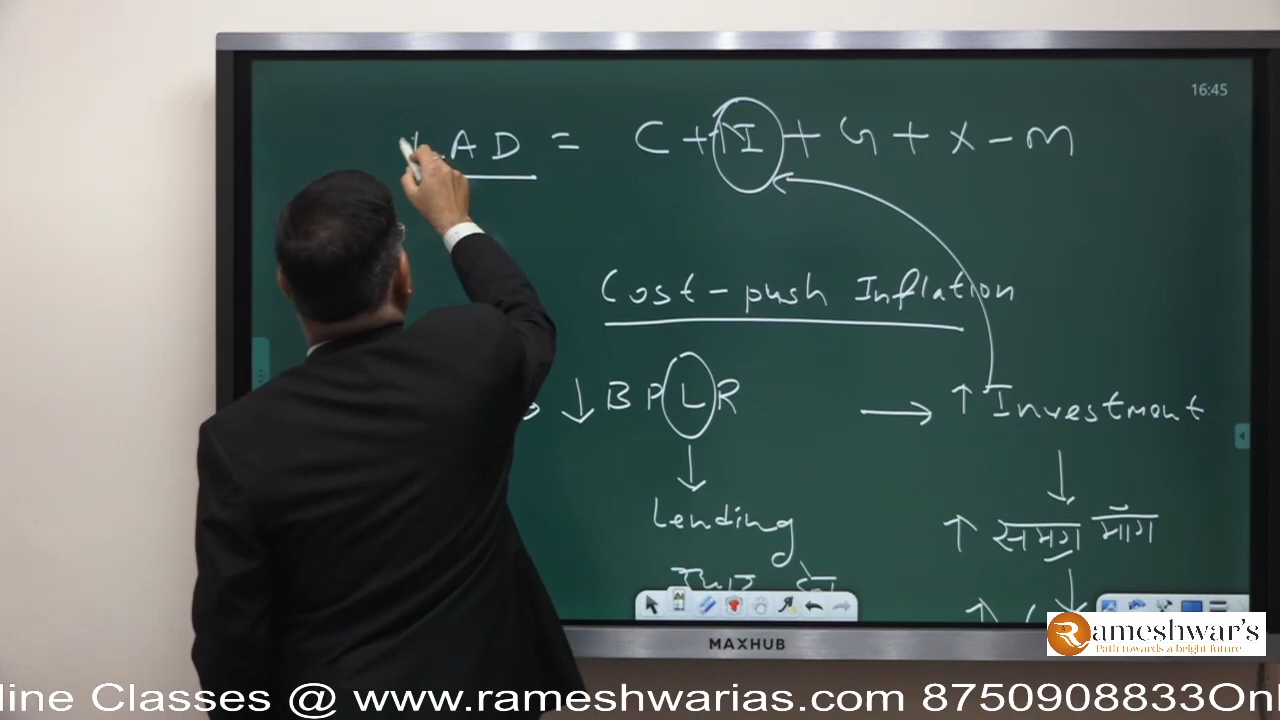 16:45
AD = C + ↑I + G + X - M
Cost-push Inflation
↓ BPLR → ↑ Investment
Lending
↑ समग्र मांग
↑
MAXHUB
Rameshwar's
Path towards a bright future
line Classes @ www.rameshwarias.com 8750908833Onl